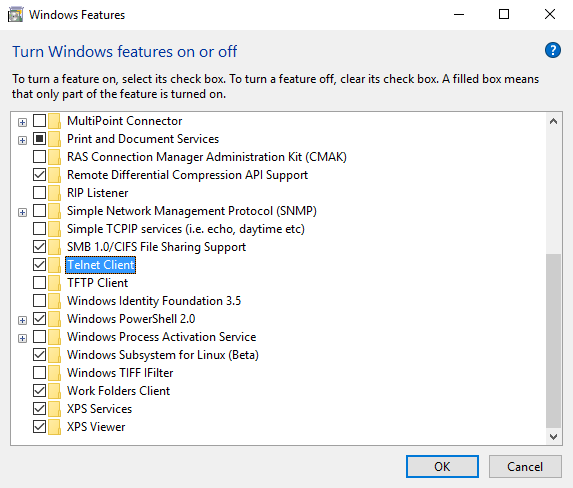 Windows Features
Turn Windows features on or off
?
To turn a feature on, select its check box. To turn a feature off, clear its check box. A filled box means
that only part of the feature is turned on.
MultiPoint Connector
Print and Document Services
RAS Connection Manager Administration Kit (CMAK)
Remote Differential Compression API Support
RIP Listener
Simple Network Management Protocol (SNMP)
Simple TCPIP services (i.e. echo, daytime etc)
SMB 1.0/CIFS File Sharing Support
Telnet Client
TFTP Client
Windows Identity Foundation 3.5
Windows PowerShell 2.0
Windows Process Activation Service
Windows Subsystem for Linux (Beta)
Windows TIFF IFilter
Work Folders Client
XPS Services
XPS Viewer
OK
Cancel